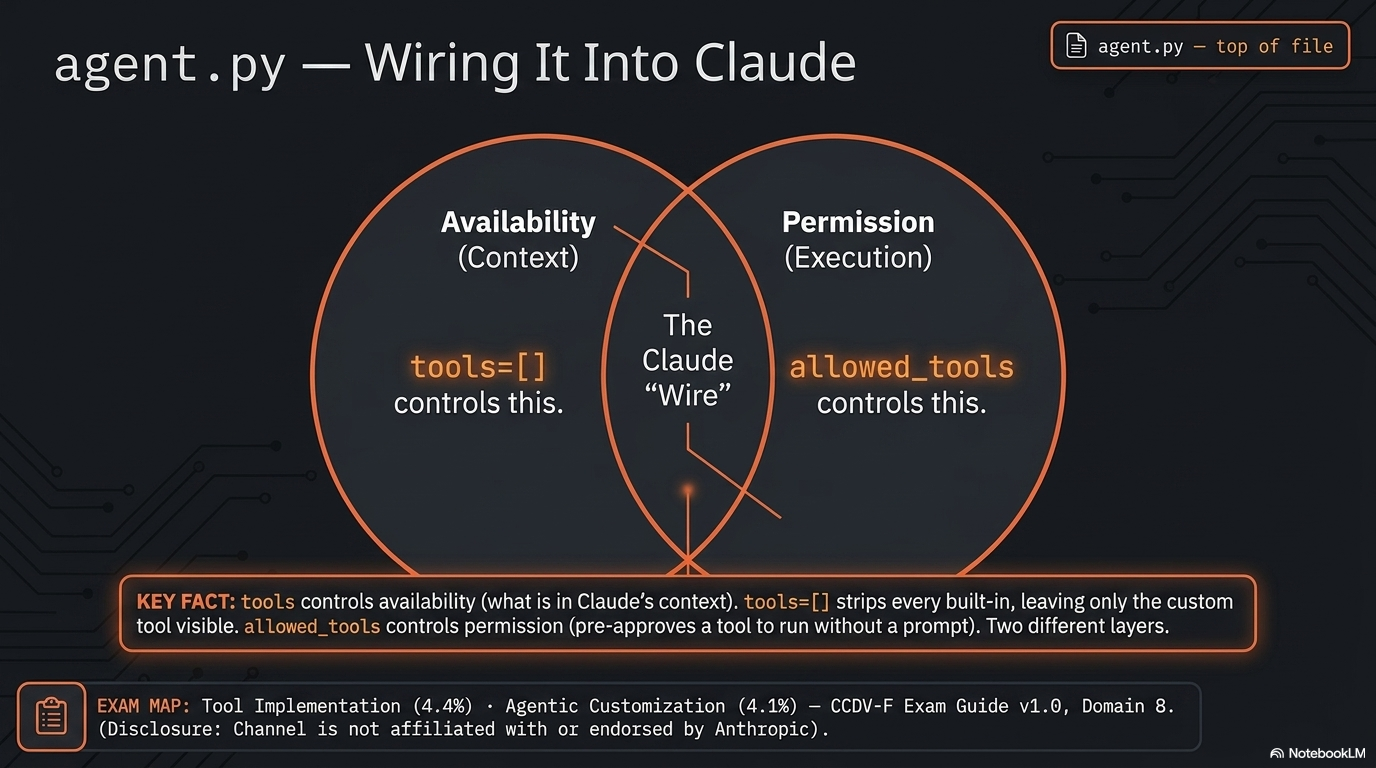 agent.py — Wiring It Into Claude
agent.py — top of file
Availability
(Context)
Permission
(Execution)
The
Claude
“Wire”
tools=[]
controls this.
allowed_tools
controls this.
KEY FACT: tools controls availability (what is in Claude’s context). tools=[] strips every built-in, leaving only the custom
tool visible. allowed_tools controls permission (pre-approves a tool to run without a prompt). Two different layers.
EXAM MAP: Tool Implementation (4.4%) · Agentic Customization (4.1%) — CCDV-F Exam Guide v1.0, Domain 8.
(Disclosure: Channel is not affiliated with or endorsed by Anthropic).
NotebookLM